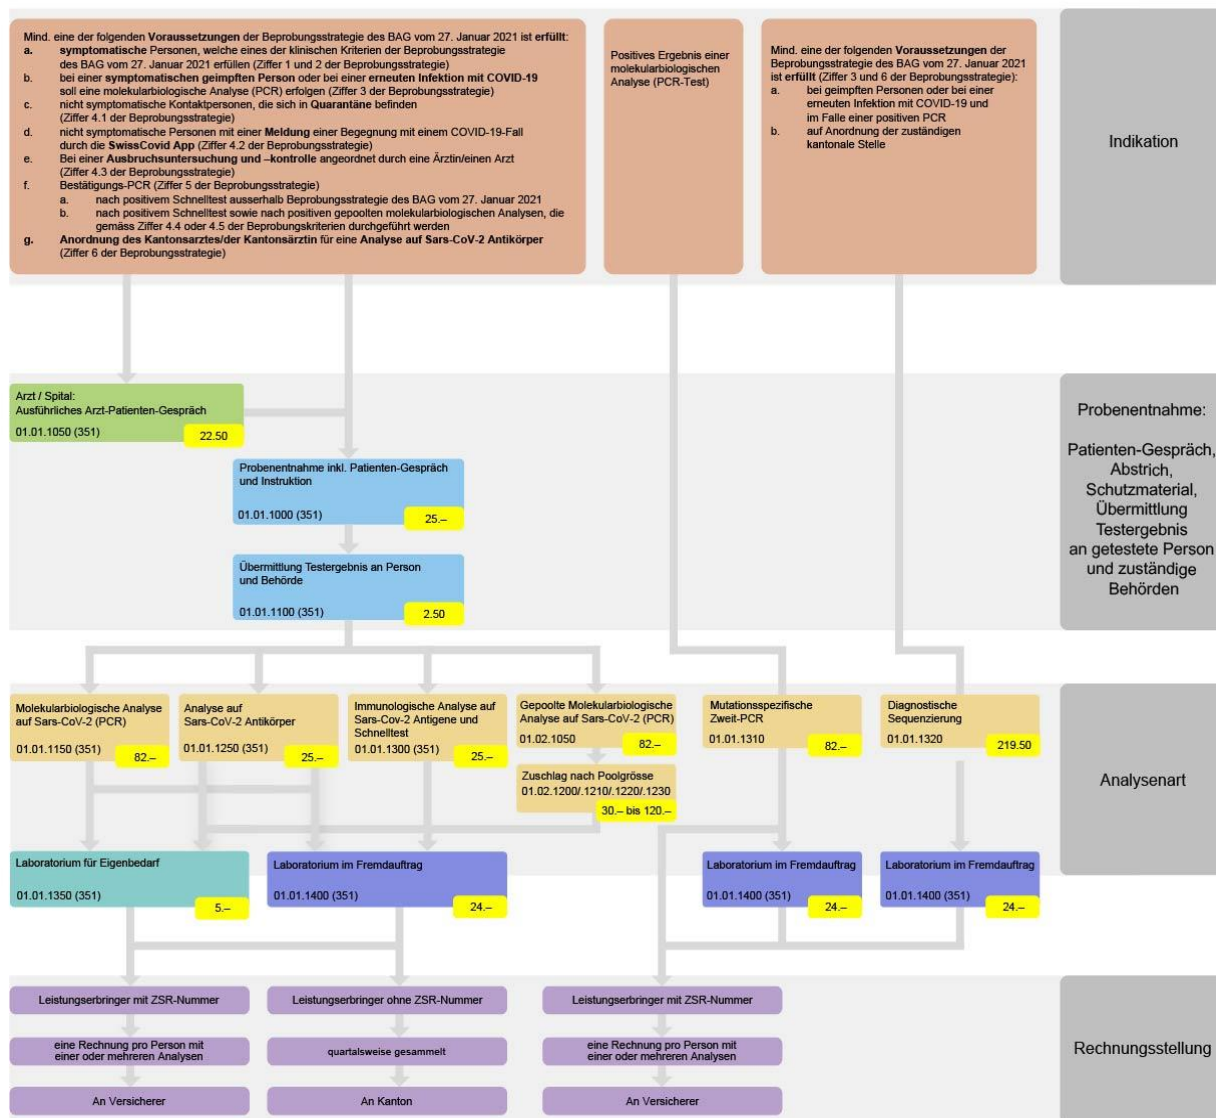 Mind. eine der folgenden Voraussetzungen der Beprobungsstrategie des BAG vom 27. Januar 2021 ist erfüllt:
a. symptomatische Personen, welche eines der klinischen Kriterien der Beprobungsstrategie
des BAG vom 27. Januar 2021 erfüllen (Ziffer 1 und 2 der Beprobungsstrategie)
b. bei einer symptomatischen geimpften Person oder bei einer erneuten Infektion mit COVID-19
soll eine molekularbiologische Analyse (PCR) erfolgen (Ziffer 3 der Beprobungsstrategie)
c. nicht symptomatische Kontaktpersonen, die sich in Quarantäne befinden
(Ziffer 4.1 der Beprobungsstrategie)
d. nicht symptomatische Personen mit einer Meldung einer Begegnung mit einem COVID-19-Fall
durch die SwissCovid App (Ziffer 4.2 der Beprobungsstrategie)
e. Bei einer Ausbruchsuntersuchung und –kontrolle angeordnet durch eine Ärztin/einen Arzt
(Ziffer 4.3 der Beprobungsstrategie)
f. Bestätigungs-PCR (Ziffer 5 der Beprobungsstrategie)
a. nach positivem Schnelltest ausserhalb Beprobungsstrategie des BAG vom 27. Januar 2021
b. nach positivem Schnelltest sowie nach positiven gepoolten molekularbiologischen Analysen, die
gemäss Ziffer 4.4 oder 4.5 der Beprobungskriterien durchgeführt werden
g. Anordnung des Kantonsarztes/der Kantonsärztin für eine Analyse auf Sars-CoV-2 Antikörper
(Ziffer 6 der Beprobungsstrategie)
Positives Ergebnis einer
molekularbiologischen
Analyse (PCR-Test)
Mind. eine der folgenden Voraussetzungen der
Beprobungsstrategie des BAG vom 27. Januar 2021
ist erfüllt (Ziffer 3 und 6 der Beprobungsstrategie):
a. bei geimpften Personen oder bei einer
erneuten Infektion mit COVID-19 und
im Falle einer positiven PCR
b. auf Anordnung der zuständigen
kantonale Stelle
Indikation
Arzt / Spital:
Ausführliches Arzt-Patienten-Gespräch
01.01.1050 (351)
22.50
Probenentnahme inkl. Patienten-Gespräch
und Instruktion
01.01.1000 (351)
25.–
Übermittlung Testergebnis an Person
und Behörde
01.01.1100 (351)
2.50
Probenentnahme:
Patienten-Gespräch,
Abstrich,
Schutzmaterial,
Übermittlung
Testergebnis
an getestete Person
und zuständige
Behörden
Molekularbiologische Analyse
auf Sars-CoV-2 (PCR)
01.01.1150 (351)
82.–
Analyse auf
Sars-CoV-2 Antikörper
01.01.1250 (351)
25.–
Immunologische Analyse auf
Sars-Cov-2 Antigene und
Schnelltest
01.01.1300 (351)
25.–
Gepoolte Molekularbiologische
Analyse auf Sars-CoV-2 (PCR)
01.02.1050
82.–
Zuschlag nach Poolgrösse
01.02.1200/.1210/.1220/.1230
30.– bis 120.–
Mutationsspezifische
Zweit-PCR
01.01.1310
82.–
Diagnostische
Sequenzierung
01.01.1320
219.50
Analysenart
Laboratorium für Eigenbedarf
01.01.1350 (351)
5.–
Laboratorium im Fremdauftrag
01.01.1400 (351)
24.–
Laboratorium im Fremdauftrag
01.01.1400 (351)
24.–
Laboratorium im Fremdauftrag
01.01.1400 (351)
24.–
Leistungserbringer mit ZSR-Nummer
Leistungserbringer ohne ZSR-Nummer
Leistungserbringer mit ZSR-Nummer
eine Rechnung pro Person mit
einer oder mehreren Analysen
quartalsweise gesammelt
eine Rechnung pro Person mit
einer oder mehreren Analysen
An Versicherer
An Kanton
An Versicherer
Rechnungsstellung